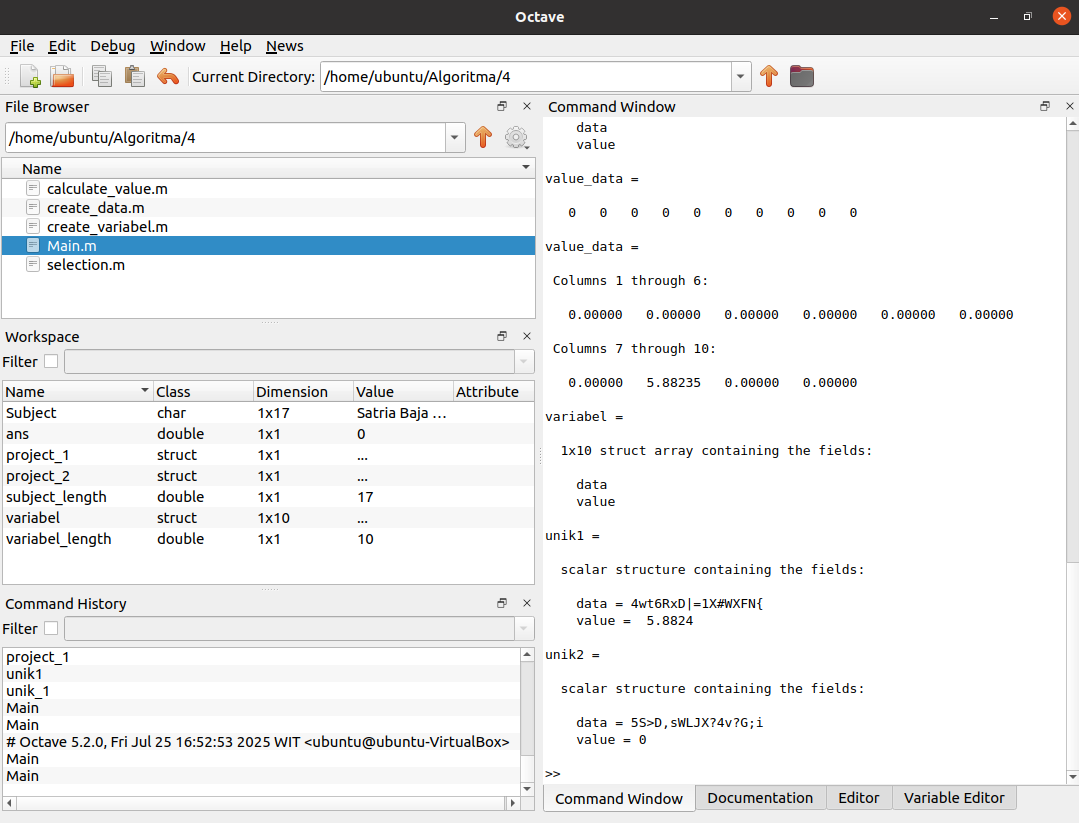 Octave
File Edit Debug Window Help News
Current Directory: /home/ubuntu/Algoritma/4
File Browser
/home/ubuntu/Algoritma/4
Name
calculate_value.m
create_data.m
create_variabel.m
Main.m
selection.m
Workspace
Filter
Name Class Dimension Value Attribute
Subject char 1x17 Satria Baja ...
ans double 1x1 0
project_1 struct 1x1 ...
project_2 struct 1x1 ...
subject_length double 1x1 17
variabel struct 1x10 ...
variabel_length double 1x1 10
Command History
Filter
project_1
unik1
unik_1
Main
Main
# Octave 5.2.0, Fri Jul 25 16:52:53 2025 WIT <ubuntu@ubuntu-VirtualBox>
Main
Main
Command Window
data
value
value_data =
0 0 0 0 0 0 0 0 0 0
value_data =
Columns 1 through 6:
0.00000 0.00000 0.00000 0.00000 0.00000 0.00000
Columns 7 through 10:
0.00000 5.88235 0.00000 0.00000
variabel =
1x10 struct array containing the fields:
data
value
unik1 =
scalar structure containing the fields:
data = 4wt6RxD|=1X#WXFN{
value = 5.8824
unik2 =
scalar structure containing the fields:
data = 5S>D,sWLJX?4v?G;i
value = 0
>>
Command Window Documentation Editor Variable Editor